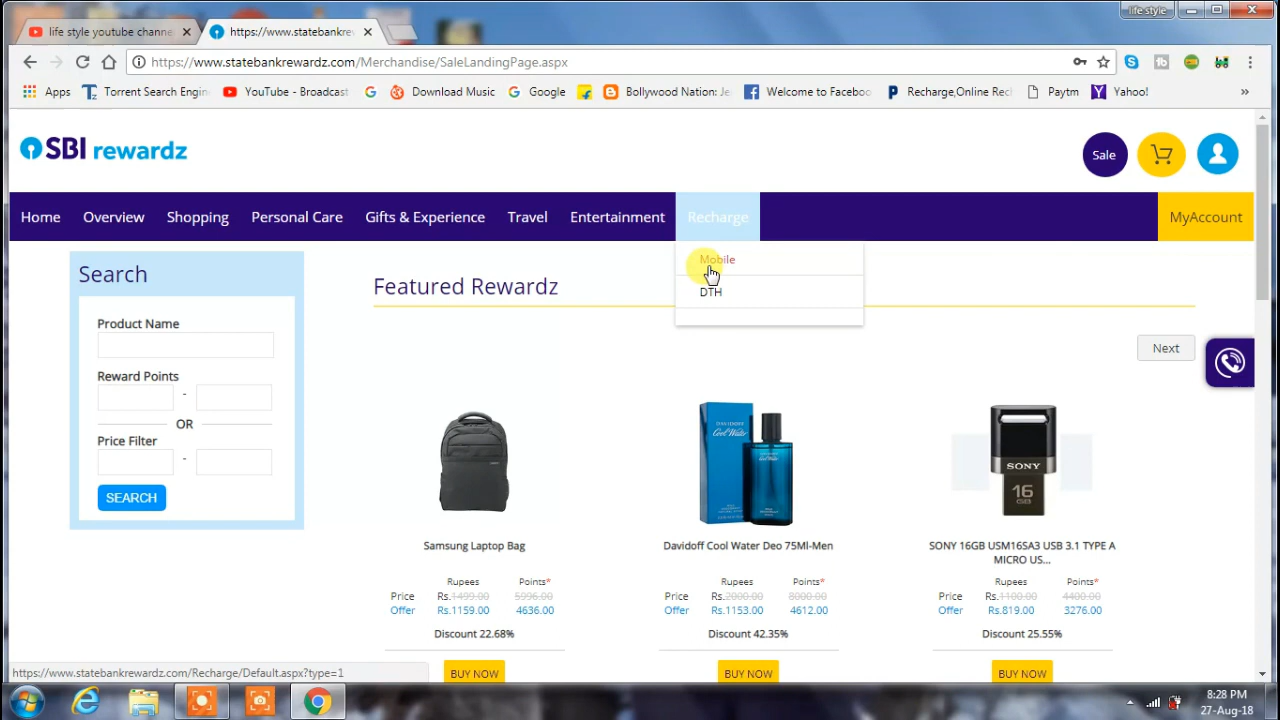 life style
life style youtube channe
https://www.statebankrew
https://www.statebankrewardz.com/Merchandise/SaleLandingPage.aspx
Apps
Torrent Search Engin
YouTube - Broadcast
Download Music
Google
Bollywood Nation: Je
Welcome to Faceboo
Recharge,Online Rec
Paytm
Yahoo!
»
SBI rewardz
Sale
Home
Overview
Shopping
Personal Care
Gifts & Experience
Travel
Entertainment
Recharge
MyAccount
Mobile
DTH
Search
Product Name
Reward Points
-
OR
Price Filter
-
SEARCH
Featured Rewardz
Next
DAVIDOFF
Cool Water
SONY
16
Samsung Laptop Bag
Davidoff Cool Water Deo 75Ml-Men
SONY 16GB USM16SA3 USB 3.1 TYPE A
MICRO US...
Rupees Points*
Price Rs.1499.00 5996.00
Offer Rs.1159.00 4636.00
Discount 22.68%
BUY NOW
Rupees Points*
Price Rs.2000.00 8000.00
Offer Rs.1153.00 4612.00
Discount 42.35%
BUY NOW
Rupees Points*
Price Rs.1100.00 4400.00
Offer Rs.819.00 3276.00
Discount 25.55%
BUY NOW
https://www.statebankrewardz.com/Recharge/Default.aspx?type=1
8:28 PM
27-Aug-18